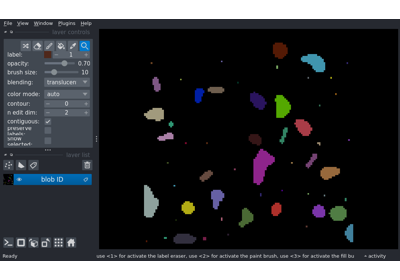 File View Window Plugins Help
layer controls
label: 1
opacity: 0.70
brush size: 10
blending: translucen
color mode: auto
contour: 0
n edit dim: 2
contiguous:
preserve labels:
show selected:
layer list
blob ID
Ready use <1> for activate the label eraser, use <2> for activate the paint brush, use <3> for activate the fill bu activity